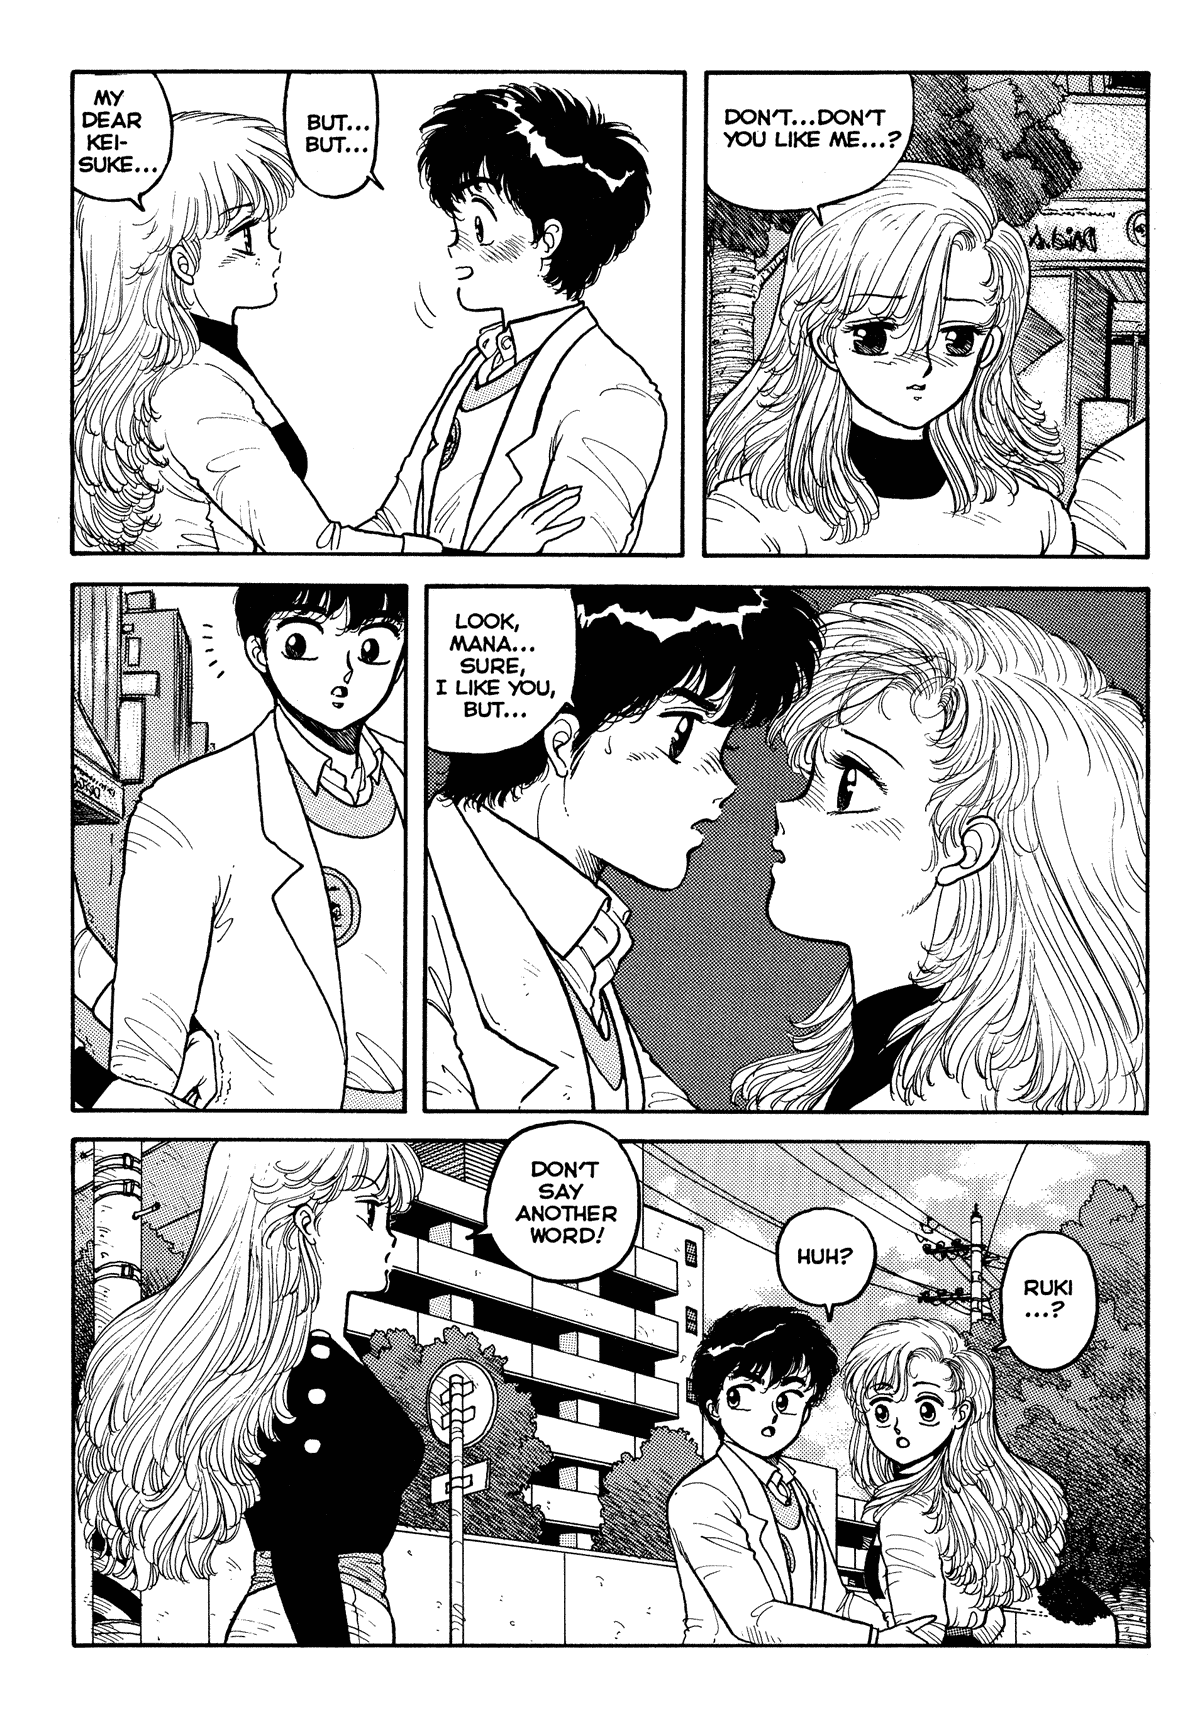 MY
DEAR
KEI-
SUKE...
BUT...
BUT...
DON'T...DON'T
YOU LIKE ME...?
LOOK,
MANA...
SURE,
I LIKE YOU,
BUT...
DON'T
SAY
ANOTHER
WORD!
HUH?
RUKI
...?